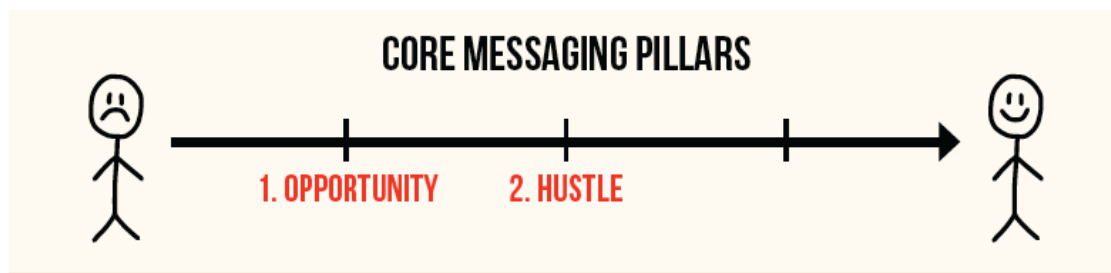 CORE MESSAGING PILLARS
1. OPPORTUNITY
2. HUSTLE